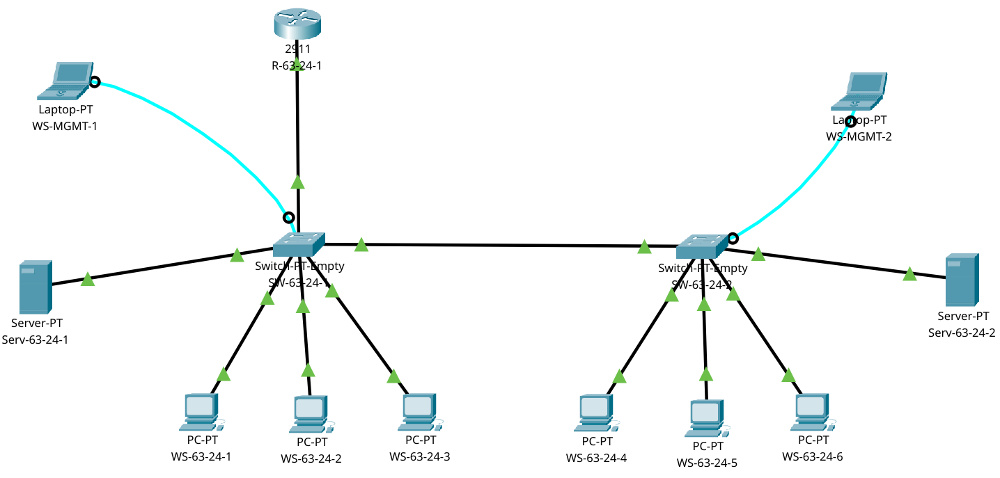 2911
R-63-24-1
Laptop-PT
WS-MGMT-1
Laptop-PT
WS-MGMT-2
Switch-PT-Empty
SW-63-24-1
Switch-PT-Empty
SW-63-24-2
Server-PT
Serv-63-24-1
Server-PT
Serv-63-24-2
PC-PT
WS-63-24-1
PC-PT
WS-63-24-2
PC-PT
WS-63-24-3
PC-PT
WS-63-24-4
PC-PT
WS-63-24-5
PC-PT
WS-63-24-6